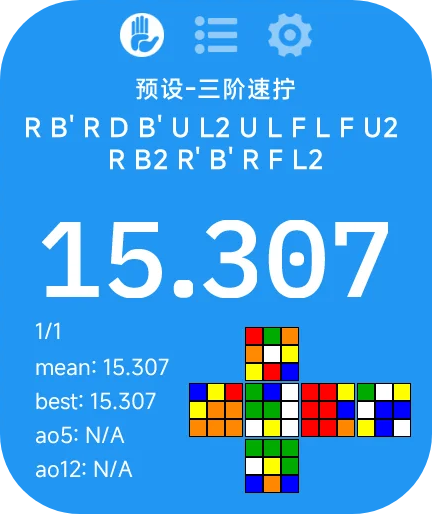 预设-三阶速拧
R B' R D B' U L2 U L F L F U2
R B2 R' B' R F L2
15.307
1/1
mean: 15.307
best: 15.307
ao5: N/A
ao12: N/A